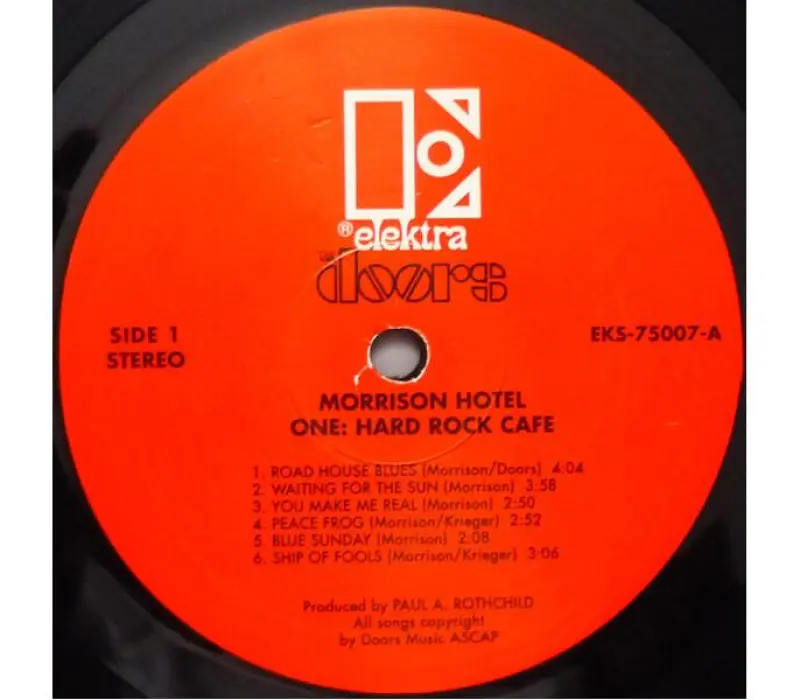 ® elektra
THE doors
SIDE 1
STEREO
EKS-75007-A
MORRISON HOTEL
ONE: HARD ROCK CAFE
1. ROAD HOUSE BLUES (Morrison/Doors) 4:04
2. WAITING FOR THE SUN (Morrison) 3:58
3. YOU MAKE ME REAL (Morrison) 2:50
4. PEACE FROG (Morrison/Krieger) 2:52
5 BLUE SUNDAY (Morrison) 2:08
6. SHIP OF FOOLS (Morrison/Krieger) 3:06
Produced by PAUL A. ROTHCHILD
All songs copyright
by Doors Music ASCAP